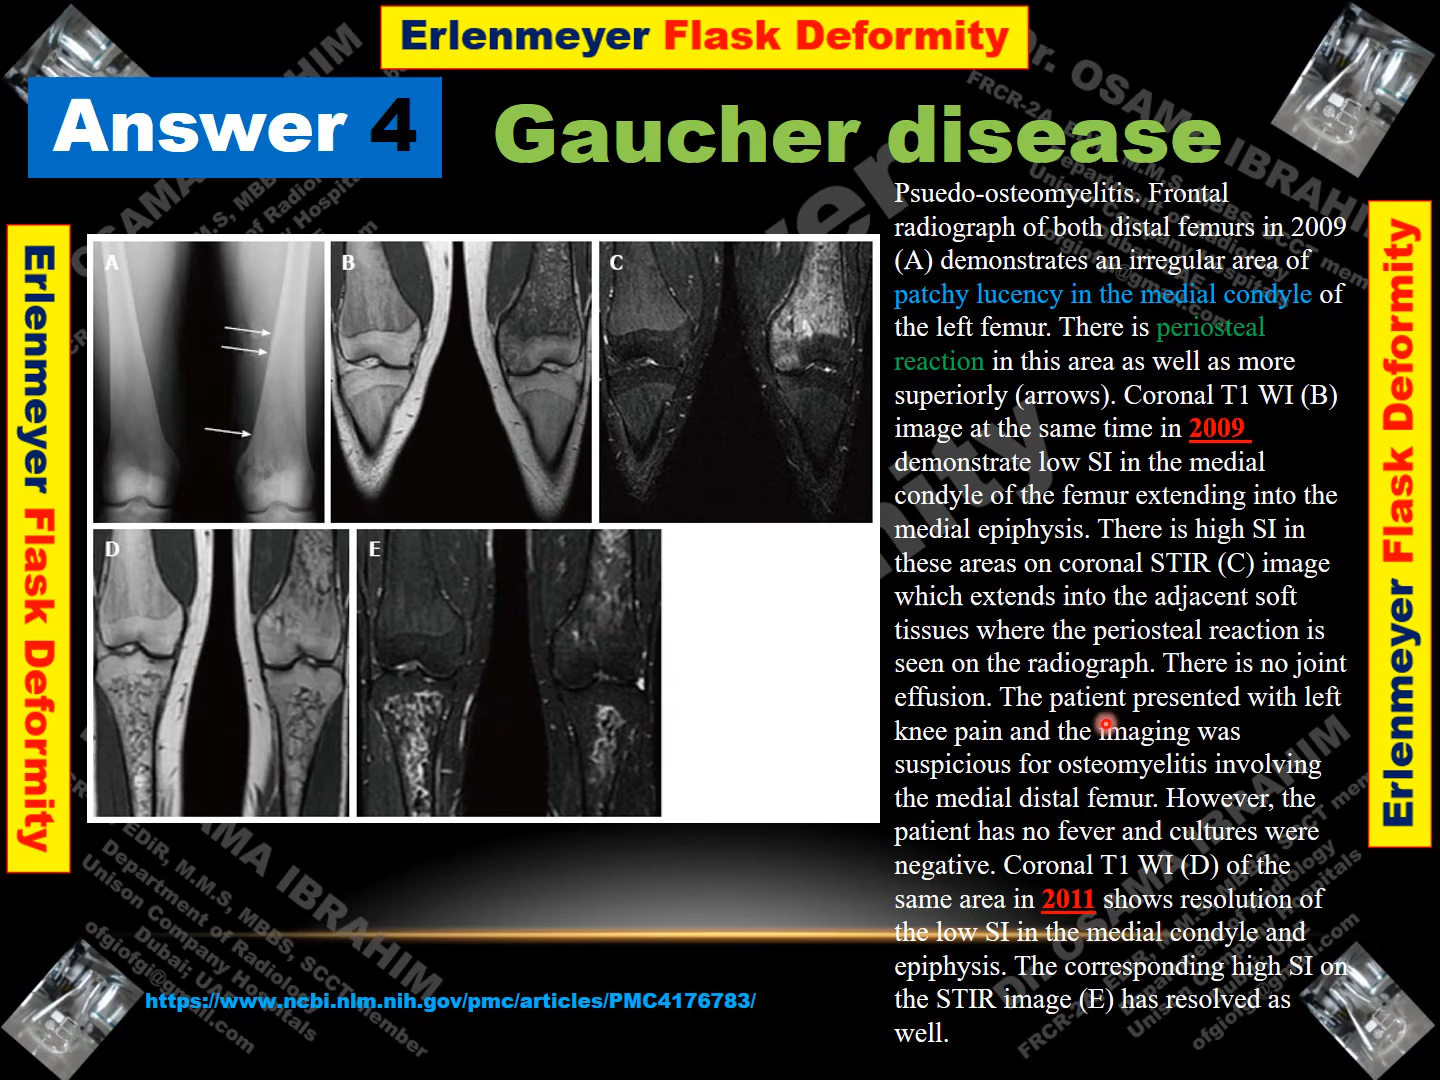 Erlenmeyer Flask Deformity
Answer 4
Gaucher disease
Erlenmeyer Flask Deformity
A
B
C
D
E
Psuedo-osteomyelitis. Frontal
radiograph of both distal femurs in 2009
(A) demonstrates an irregular area of
patchy lucency in the medial condyle of
the left femur. There is periosteal
reaction in this area as well as more
superiorly (arrows). Coronal T1 WI (B)
image at the same time in 2009
demonstrate low SI in the medial
condyle of the femur extending into the
medial epiphysis. There is high SI in
these areas on coronal STIR (C) image
which extends into the adjacent soft
tissues where the periosteal reaction is
seen on the radiograph. There is no joint
effusion. The patient presented with left
knee pain and the imaging was
suspicious for osteomyelitis involving
the medial distal femur. However, the
patient has no fever and cultures were
negative. Coronal T1 WI (D) of the
same area in 2011 shows resolution of
the low SI in the medial condyle and
epiphysis. The corresponding high SI on
the STIR image (E) has resolved as
well.
Erlenmeyer Flask Deformity
https://www.ncbi.nlm.nih.gov/pmc/articles/PMC4176783/